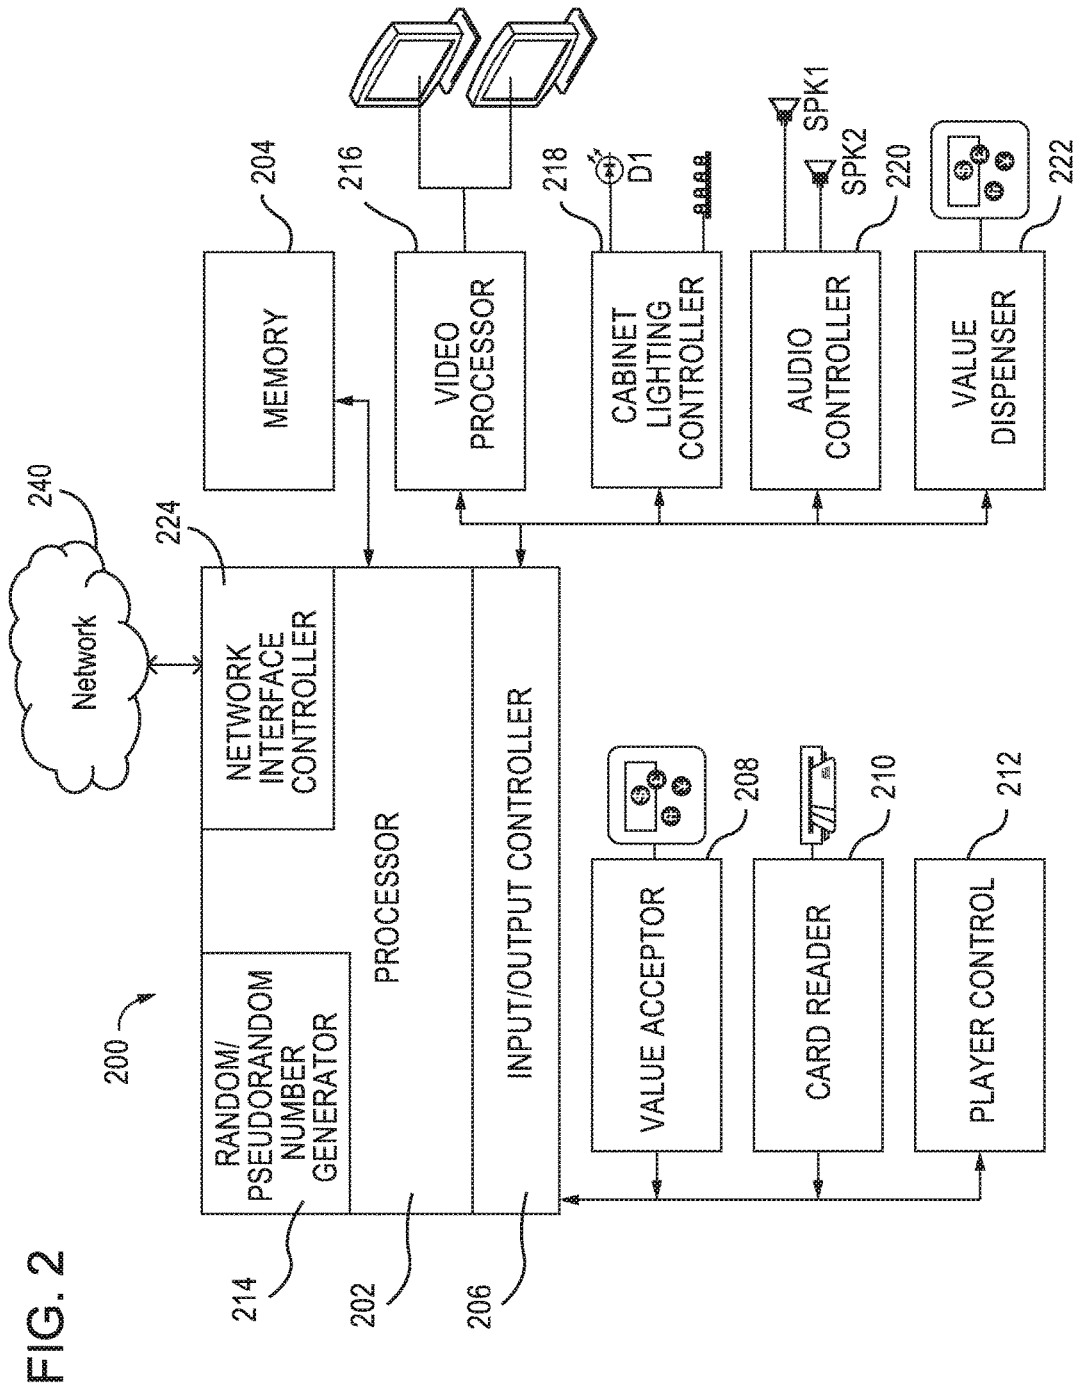 FIG. 2
200
214
202
206
RANDOM/
PSEUDORANDOM
NUMBER
GENERATOR
PROCESSOR
INPUT/OUTPUT CONTROLLER
NETWORK
INTERFACE
CONTROLLER
224
Network
240
MEMORY
204
VIDEO
PROCESSOR
216
CABINET
LIGHTING
CONTROLLER
218
D1
AUDIO
CONTROLLER
220
SPK1
SPK2
VALUE
DISPENSER
222
VALUE ACCEPTOR
208
CARD READER
210
PLAYER CONTROL
212